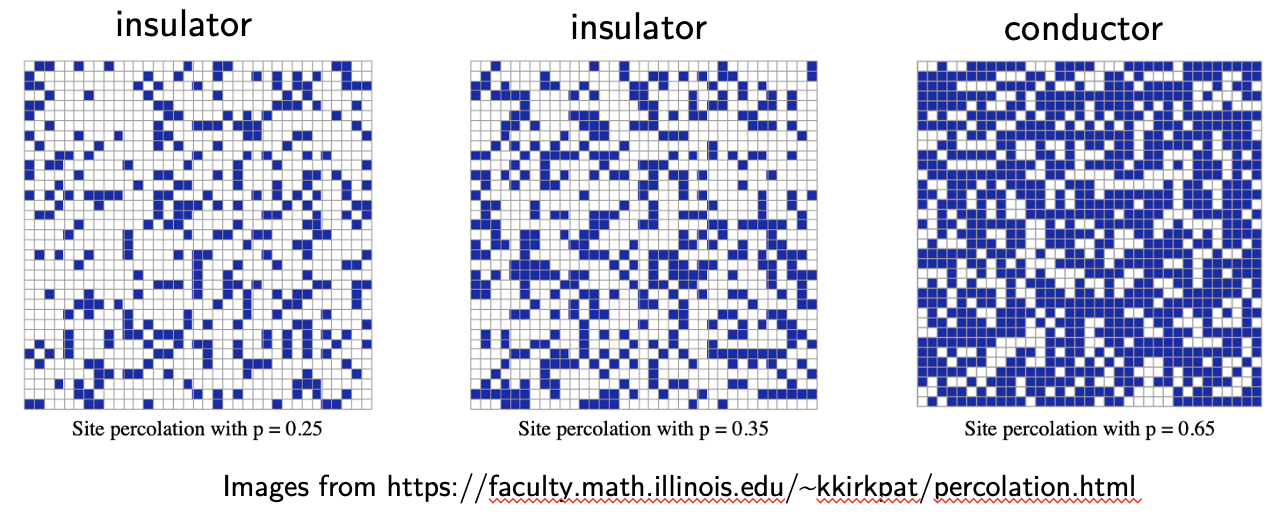 insulator
insulator
conductor
Site percolation with p = 0.25
Site percolation with p = 0.35
Site percolation with p = 0.65
Images from https://faculty.math.illinois.edu/~kkirkpat/percolation.html